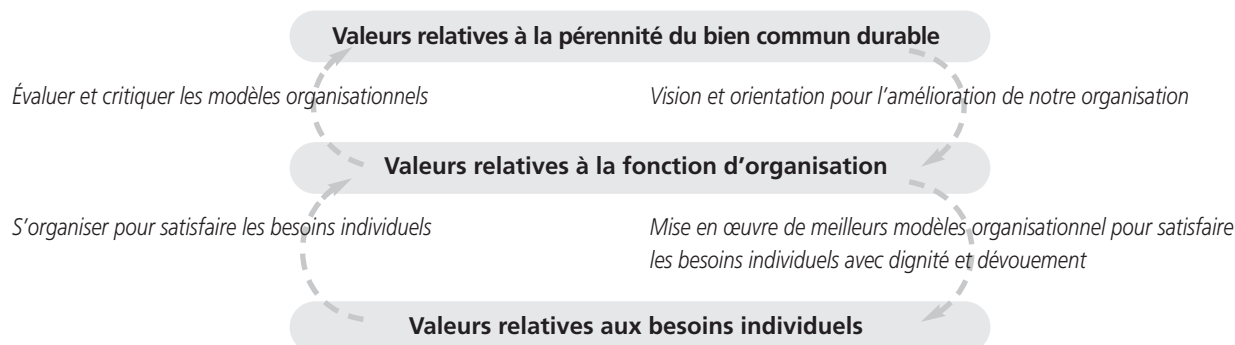 Valeurs relatives à la pérennité du bien commun durable
Évaluer et critiquer les modèles organisationnels
Vision et orientation pour l'amélioration de notre organisation
Valeurs relatives à la fonction d'organisation
S'organiser pour satisfaire les besoins individuels
Mise en œuvre de meilleurs modèles organisationnel pour satisfaire
les besoins individuels avec dignité et dévouement
Valeurs relatives aux besoins individuels